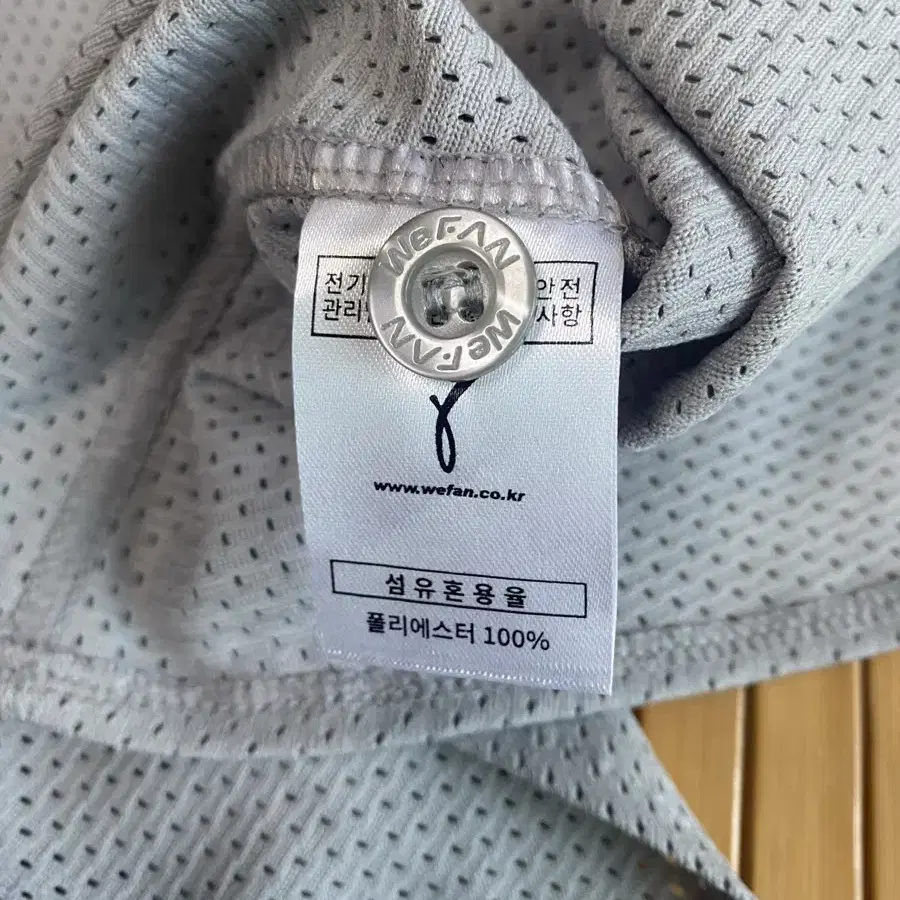 WeFAN
WeFAN
전기 안전
관리 사항
www.wefan.co.kr
섬유혼용율
폴리에스터 100%